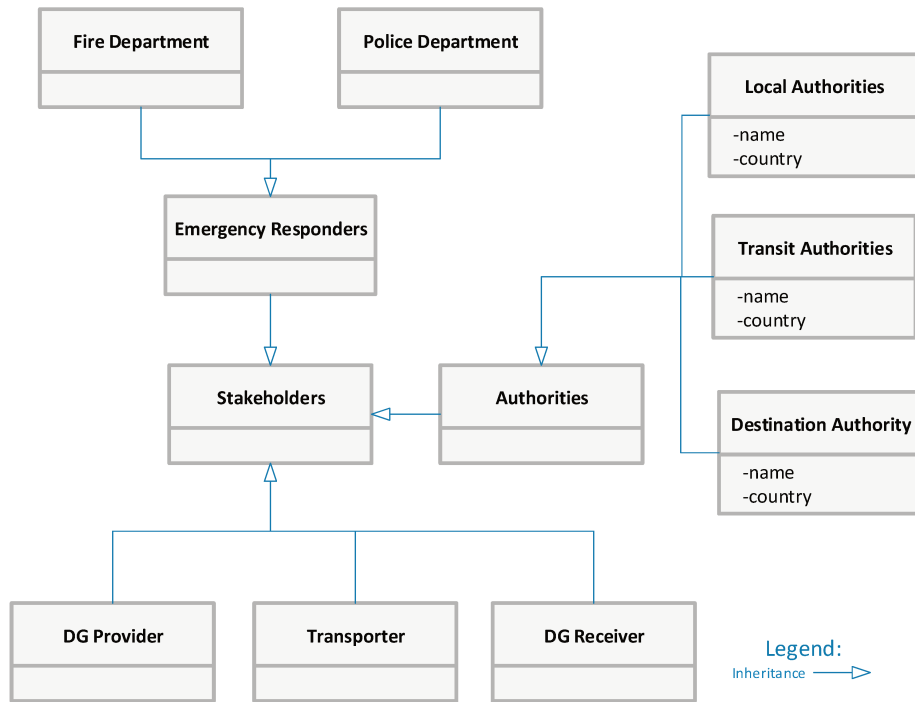 Fire Department
Police Department
Local Authorities
-name
-country
Emergency Responders
Transit Authorities
-name
-country
Stakeholders
Authorities
Destination Authority
-name
-country
DG Provider
Transporter
DG Receiver
Legend:
Inheritance